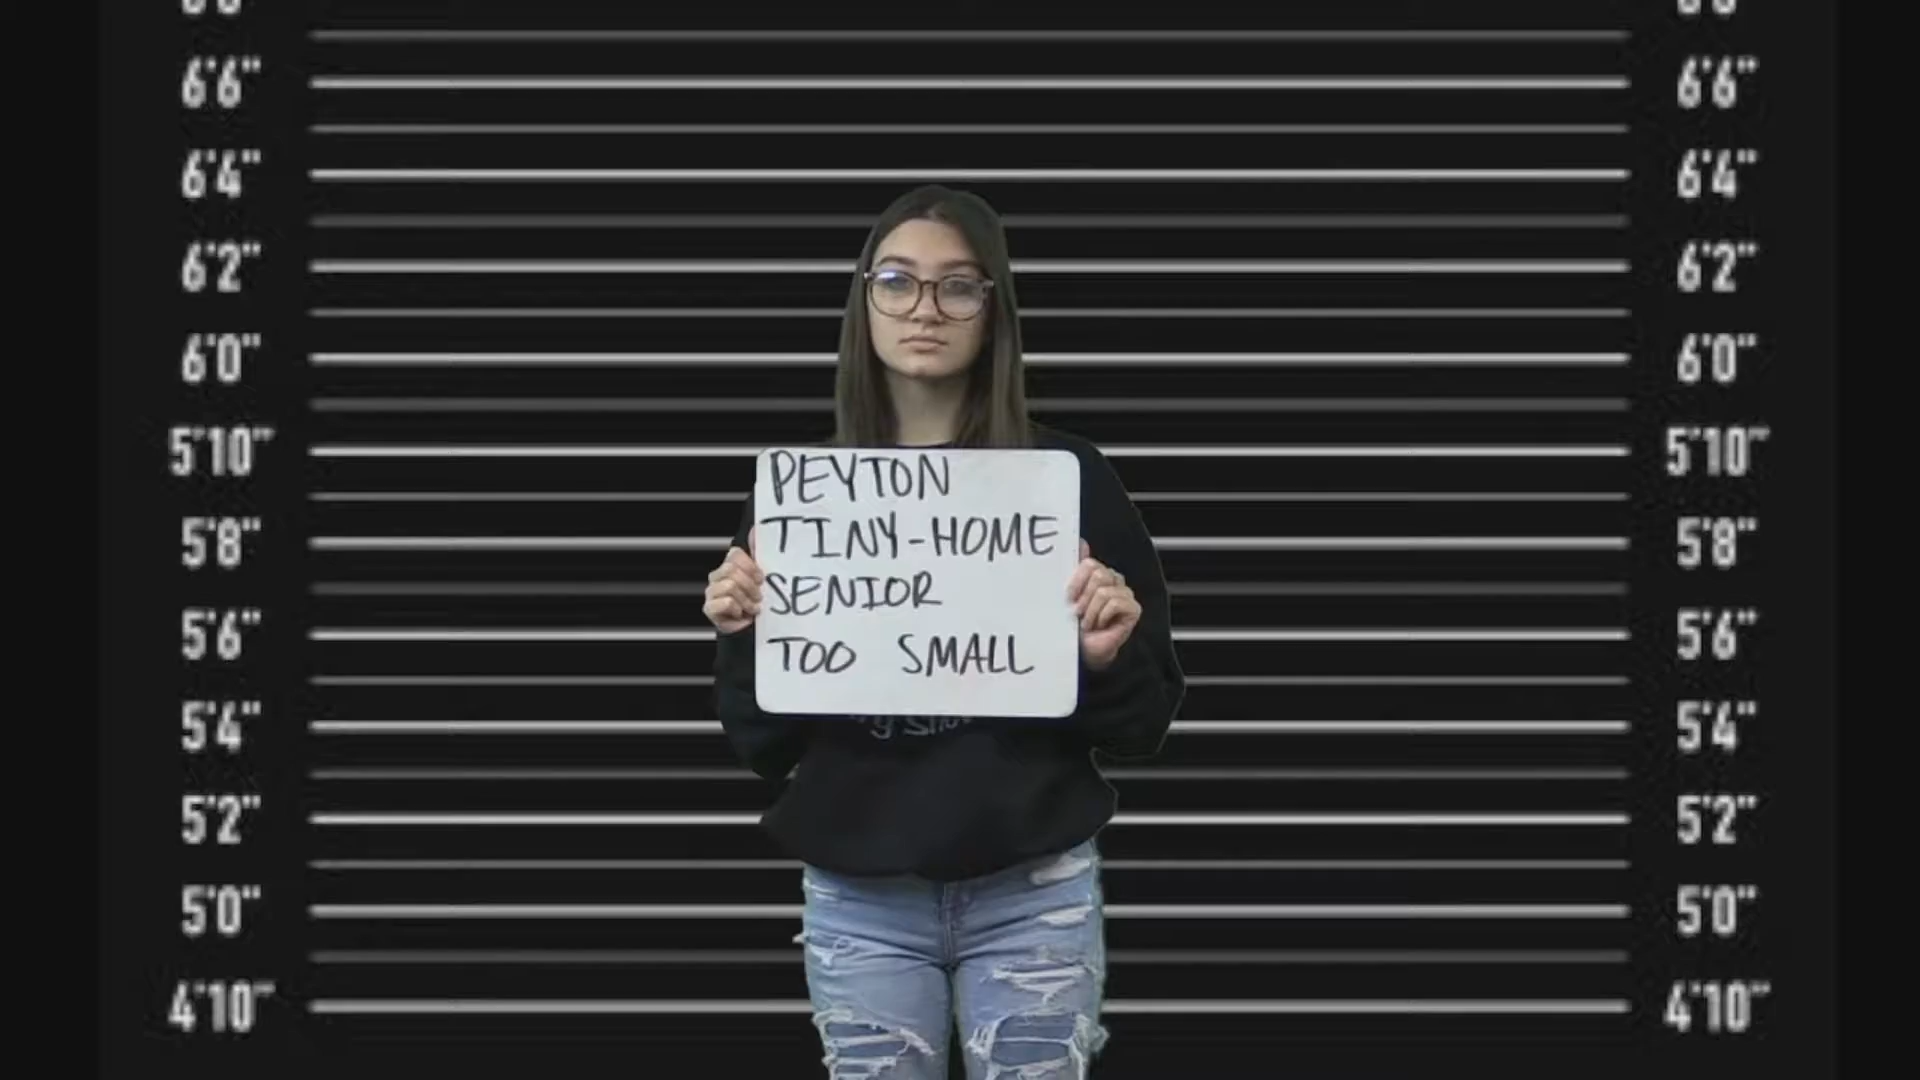 6'6" 6'6"
6'4" 6'4"
6'2" 6'2"
6'0" 6'0"
5'10" 5'10"
PEYTON
TINY-HOME
5'8" 5'8"
SENIOR
5'6" 5'6"
TOO SMALL
5'4" 5'4"
5'2" 5'2"
5'0" 5'0"
4'10" 4'10"